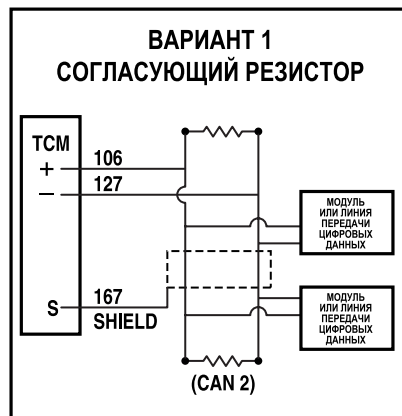 ВАРИАНТ 1
СОГЛАСУЮЩИЙ РЕЗИСТОР
TCM
+ 106
− 127
S 167
SHIELD
МОДУЛЬ
ИЛИ ЛИНИЯ
ПЕРЕДАЧИ
ЦИФРОВЫХ
ДАННЫХ
МОДУЛЬ
ИЛИ ЛИНИЯ
ПЕРЕДАЧИ
ЦИФРОВЫХ
ДАННЫХ
(CAN 2)